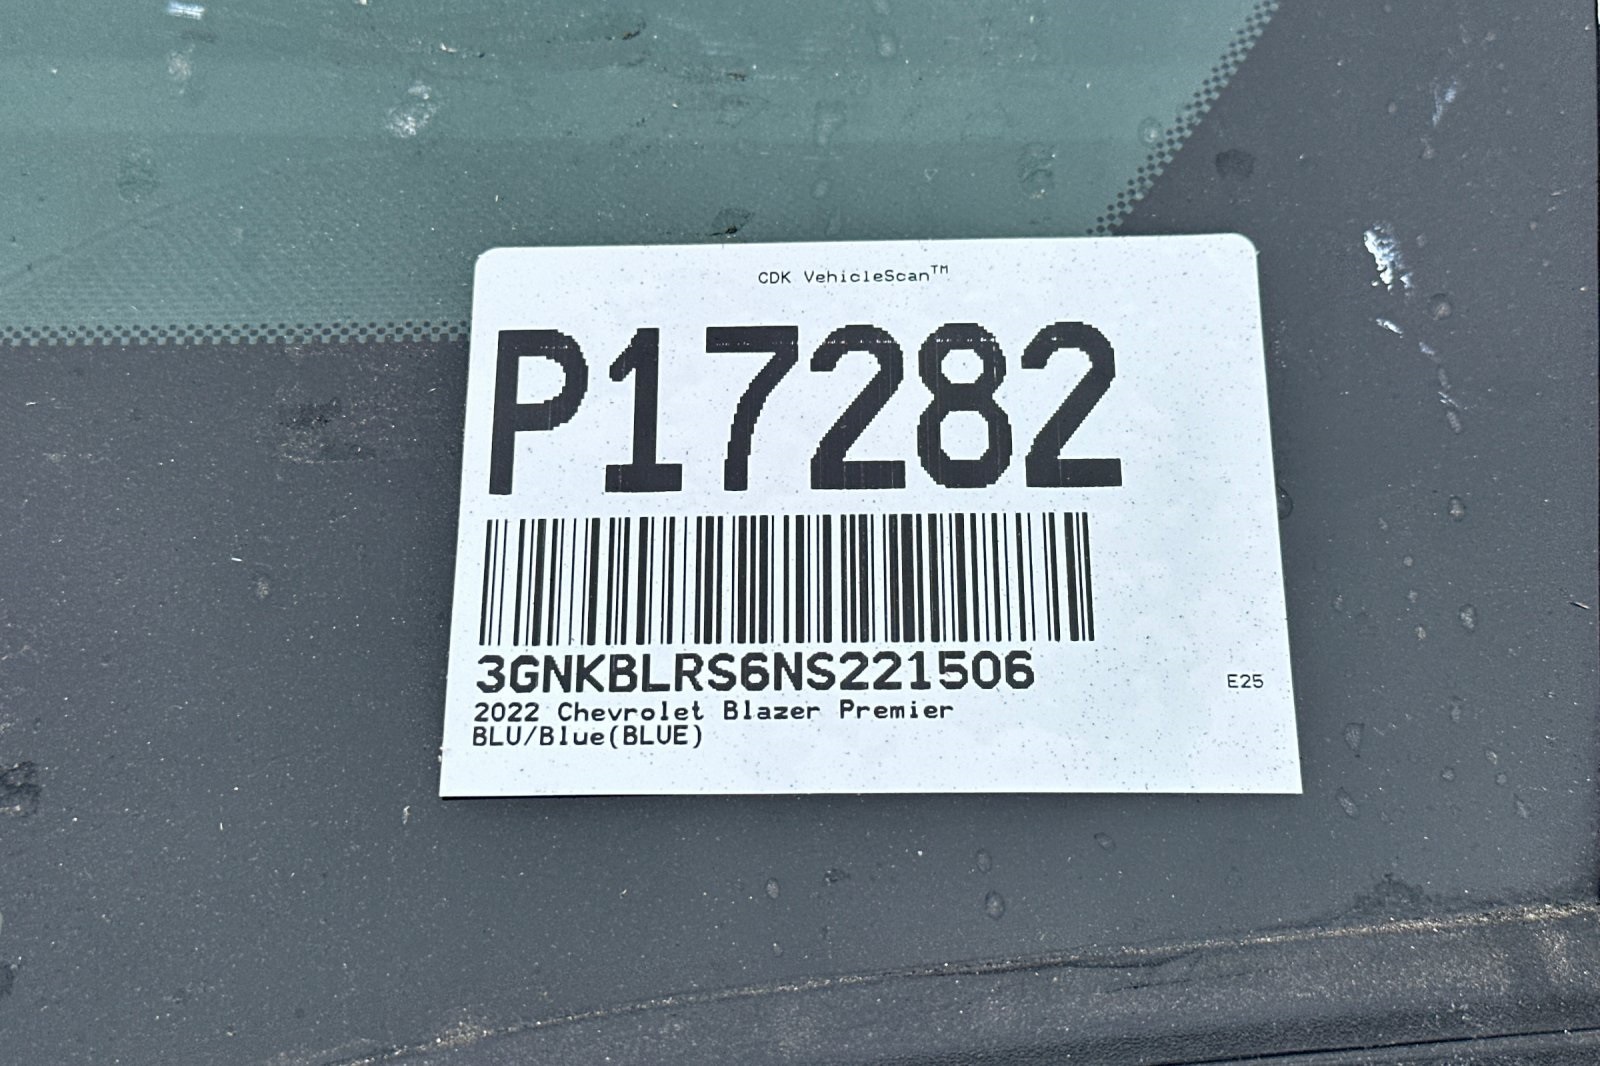 CDK VehicleScan™
P17282
3GNKBLRS6NS221506
E25
2022 Chevrolet Blazer Premier
BLU/Blue(BLUE)